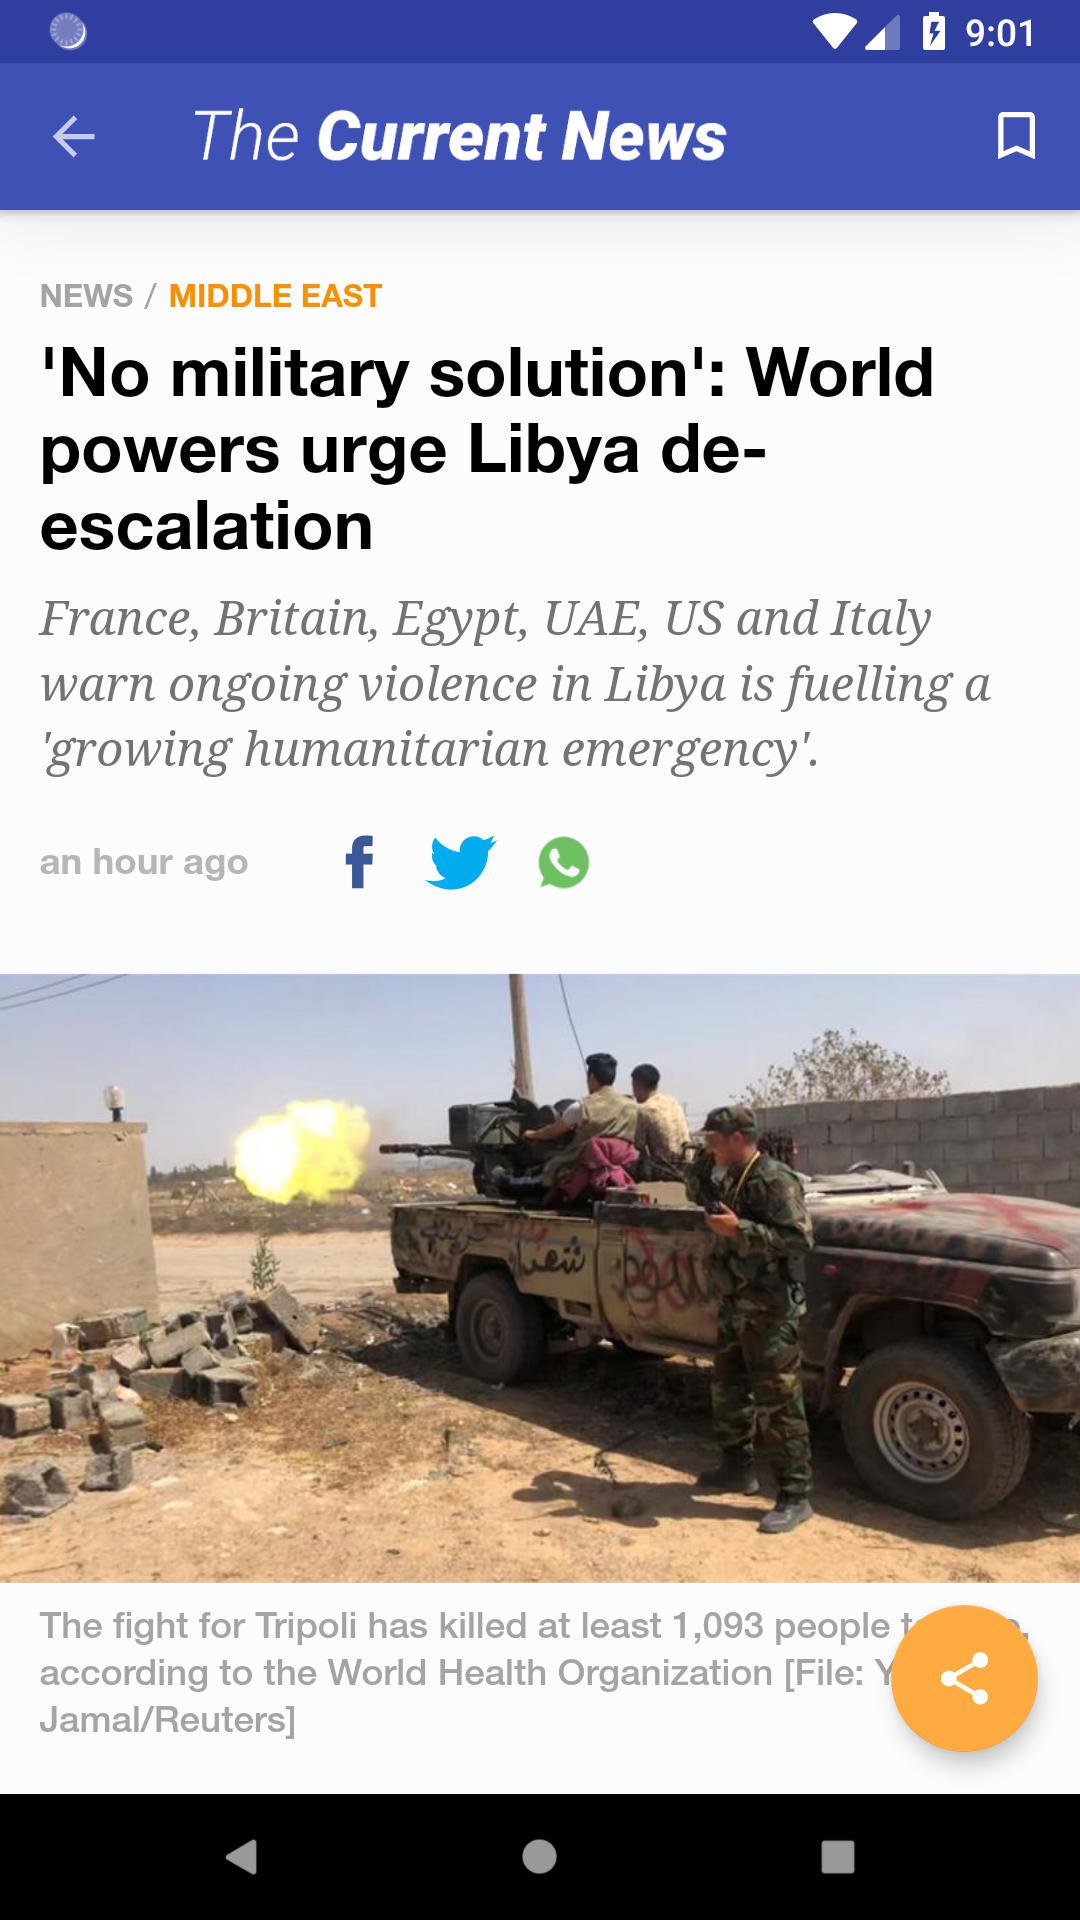 9:01
The Current News
NEWS / MIDDLE EAST
'No military solution': World
powers urge Libya de-
escalation
France, Britain, Egypt, UAE, US and Italy
warn ongoing violence in Libya is fuelling a
'growing humanitarian emergency'.
an hour ago
The fight for Tripoli has killed at least 1,093 people
according to the World Health Organization [File:
Jamal/Reuters]